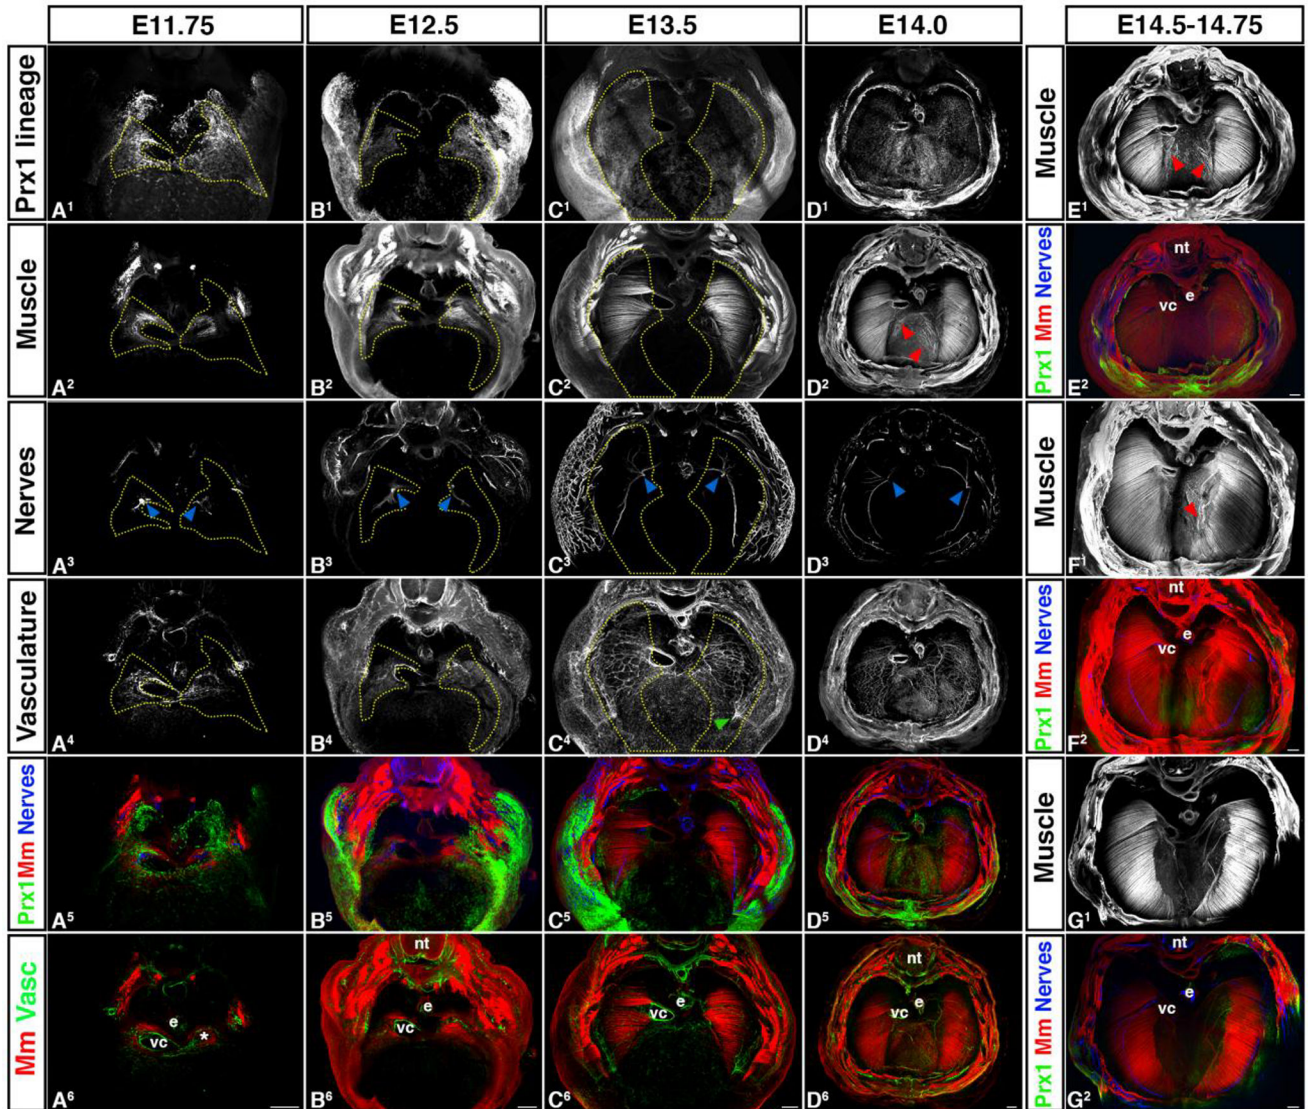 E11.75 E12.5 E13.5 E14.0 E14.5-14.75
Prx1 lineage
A1 B1 C1 D1
Muscle
E1
Muscle
A2 B2 C2 D2
nt
vc e
Prx1 Mm Nerves
E2
Nerves
A3 B3 C3 D3
Muscle
F1
Vasculature
A4 B4 C4 D4
nt
e
vc
Prx1 Mm Nerves
F2
Prx1 Mm Nerves
A5 B5 C5 D5
Muscle
G1
Mm Vasc
e
vc *
A6
nt
e
vc
B6
e
vc
C6
nt
vc e
D6
Prx1 Mm Nerves
nt
vc e
G2